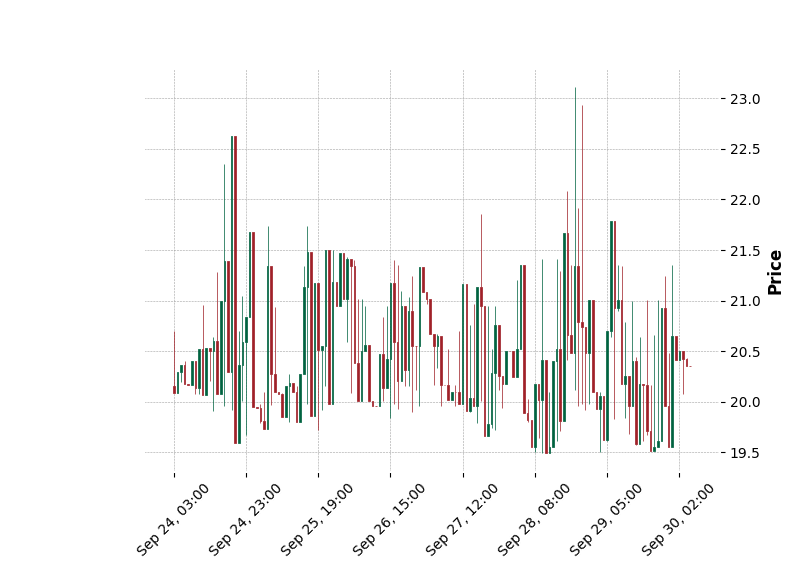 23.0
22.5
22.0
21.5
21.0
20.5
20.0
19.5
Price
Sep 24, 03:00
Sep 24, 23:00
Sep 25, 19:00
Sep 26, 15:00
Sep 27, 12:00
Sep 28, 08:00
Sep 29, 05:00
Sep 30, 02:00